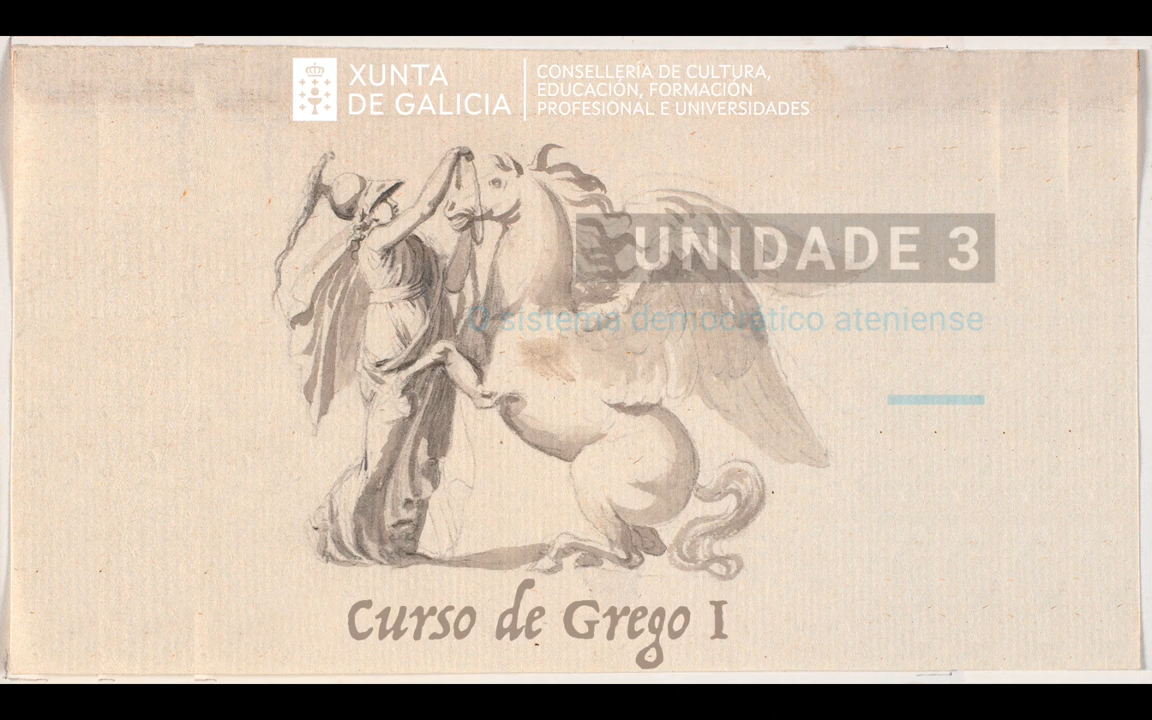 XUNTA
DE GALICIA
CONSELLERÍA DE CULTURA,
EDUCACIÓN, FORMACIÓN
PROFESIONAL E UNIVERSIDADES
UNIDADE 3
O sistema democrático ateniense
Curso de Grego I